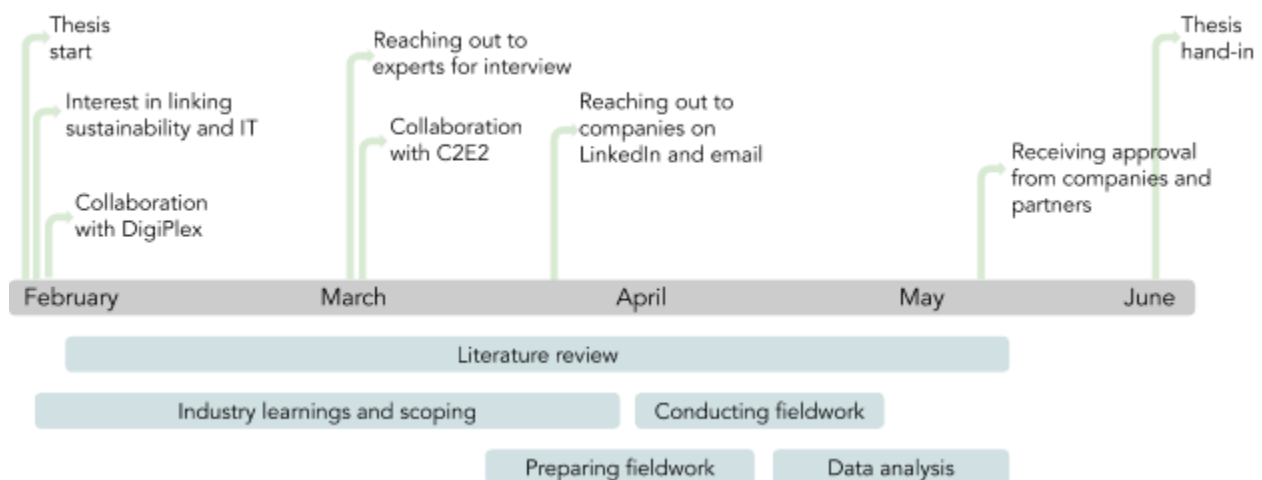 Thesis
start
Interest in linking
sustainability and IT
Collaboration
with DigiPlex
Reaching out to
experts for interview
Collaboration
with C2E2
Reaching out to
companies on
LinkedIn and email
Receiving approval
from companies and
partners
Thesis
hand-in
February March April May June
Literature review
Industry learnings and scoping
Conducting fieldwork
Preparing fieldwork
Data analysis